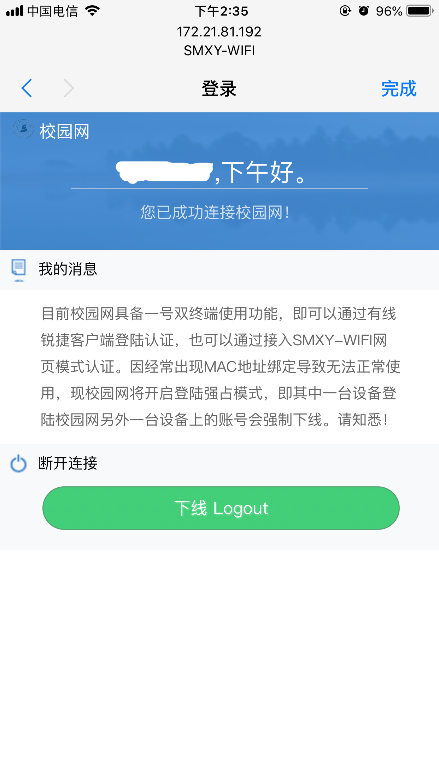 中国电信 下午2:35 96%
172.21.81.192
SMXY-WIFI
登录 完成
校园网
,下午好。
您已成功连接校园网！
我的消息
目前校园网具备一号双终端使用功能，即可以通过有线
锐捷客户端登陆认证，也可以通过接入SMXY-WIFI网
页模式认证。因经常出现MAC地址绑定导致无法正常使
用，现校园网将开启登陆强占模式，即其中一台设备登
陆校园网另外一台设备上的账号会强制下线。请知悉！
断开连接
下线 Logout